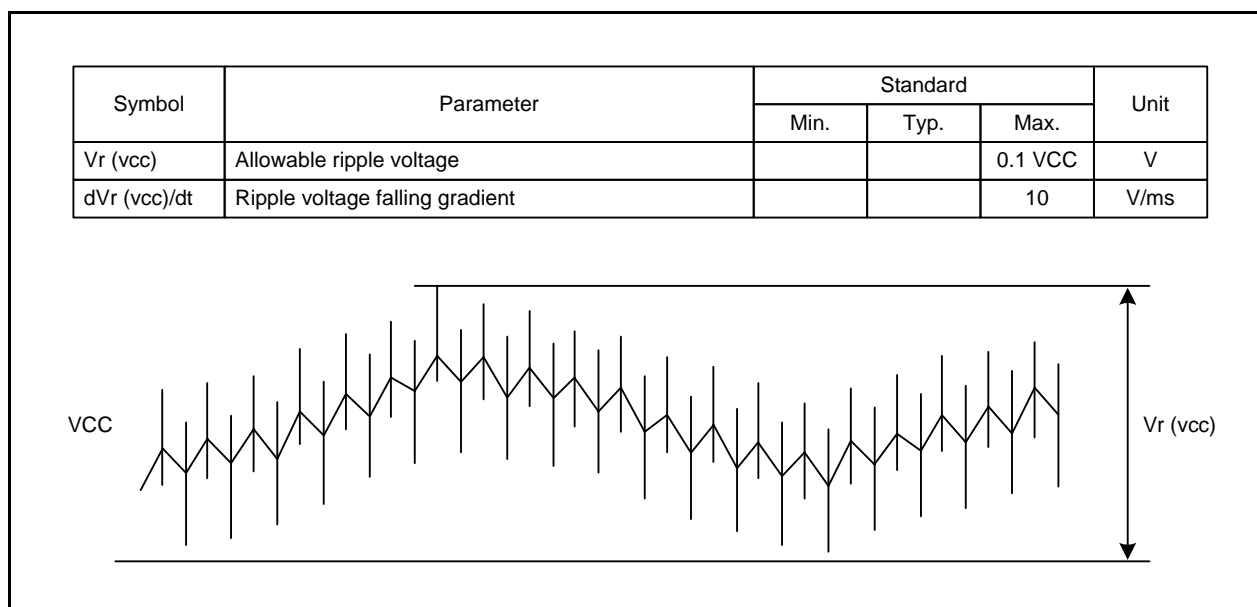 Symbol Parameter Standard Unit
Min. Typ. Max.
Vr (vcc) Allowable ripple voltage 0.1 VCC V
dVr (vcc)/dt Ripple voltage falling gradient 10 V/ms
VCC
Vr (vcc)